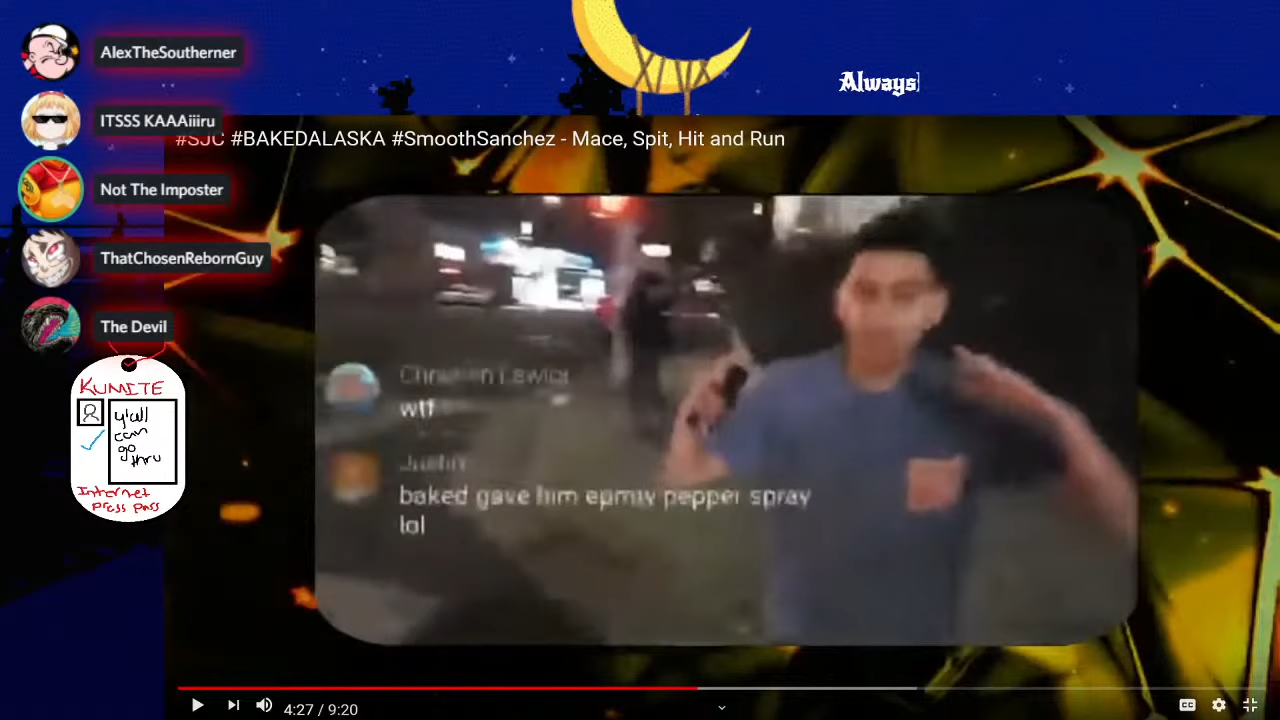 AlexTheSoutherner
Always
ITSSS KAAAiiiru
#SJC #BAKEDALASKA #SmoothSanchez - Mace, Spit, Hit and Run
Not The Imposter
ThatChosenRebornGuy
The Devil
wtf
Justin
baked gave him epmty pepper spray
lol
KUMITE
y'all
can
go
thru
Internet
press pass
4:27 / 9:20
CC